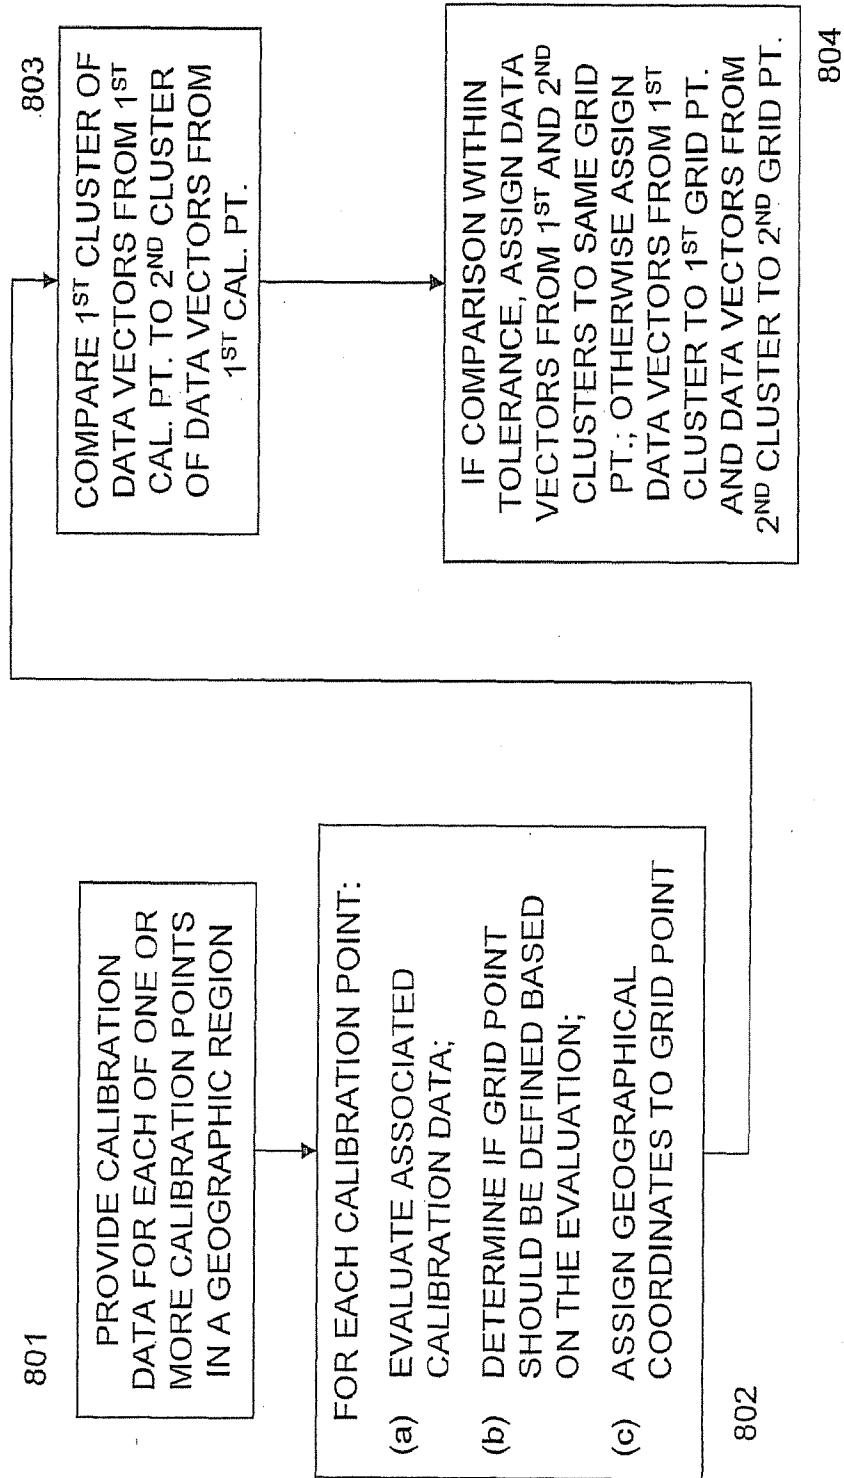 801
PROVIDE CALIBRATION
DATA FOR EACH OF ONE OR
MORE CALIBRATION POINTS
IN A GEOGRAPHIC REGION
FOR EACH CALIBRATION POINT:
(a) EVALUATE ASSOCIATED
CALIBRATION DATA;
(b) DETERMINE IF GRID POINT
SHOULD BE DEFINED BASED
ON THE EVALUATION;
(c) ASSIGN GEOGRAPHICAL
COORDINATES TO GRID POINT
802
803
COMPARE 1ST CLUSTER OF
DATA VECTORS FROM 1ST
CAL. PT. TO 2ND CLUSTER
OF DATA VECTORS FROM
1ST CAL. PT.
IF COMPARISON WITHIN
TOLERANCE, ASSIGN DATA
VECTORS FROM 1ST AND 2ND
CLUSTERS TO SAME GRID
PT.; OTHERWISE ASSIGN
DATA VECTORS FROM 1ST
CLUSTER TO 1ST GRID PT.
AND DATA VECTORS FROM
2ND CLUSTER TO 2ND GRID PT.
804